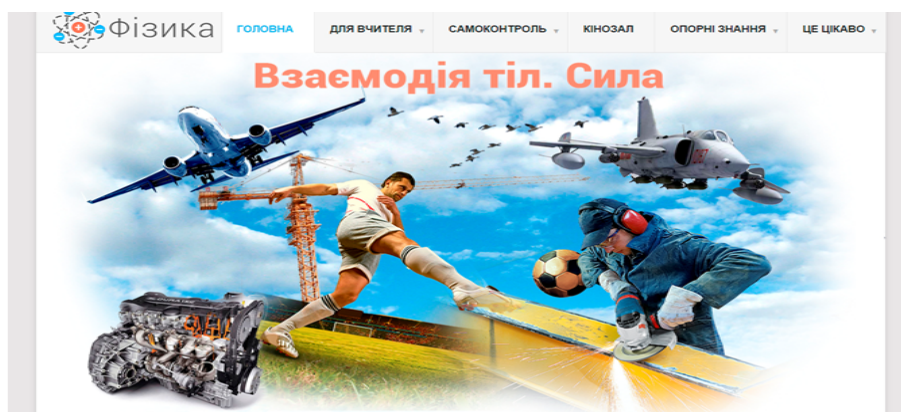 Фізика
ГОЛОВНА ДЛЯ ВЧИТЕЛЯ САМОКОНТРОЛЬ КІНОЗАЛ ОПОРНІ ЗНАННЯ ЦЕ ЦІКАВО
Взаємодія тіл. Сила